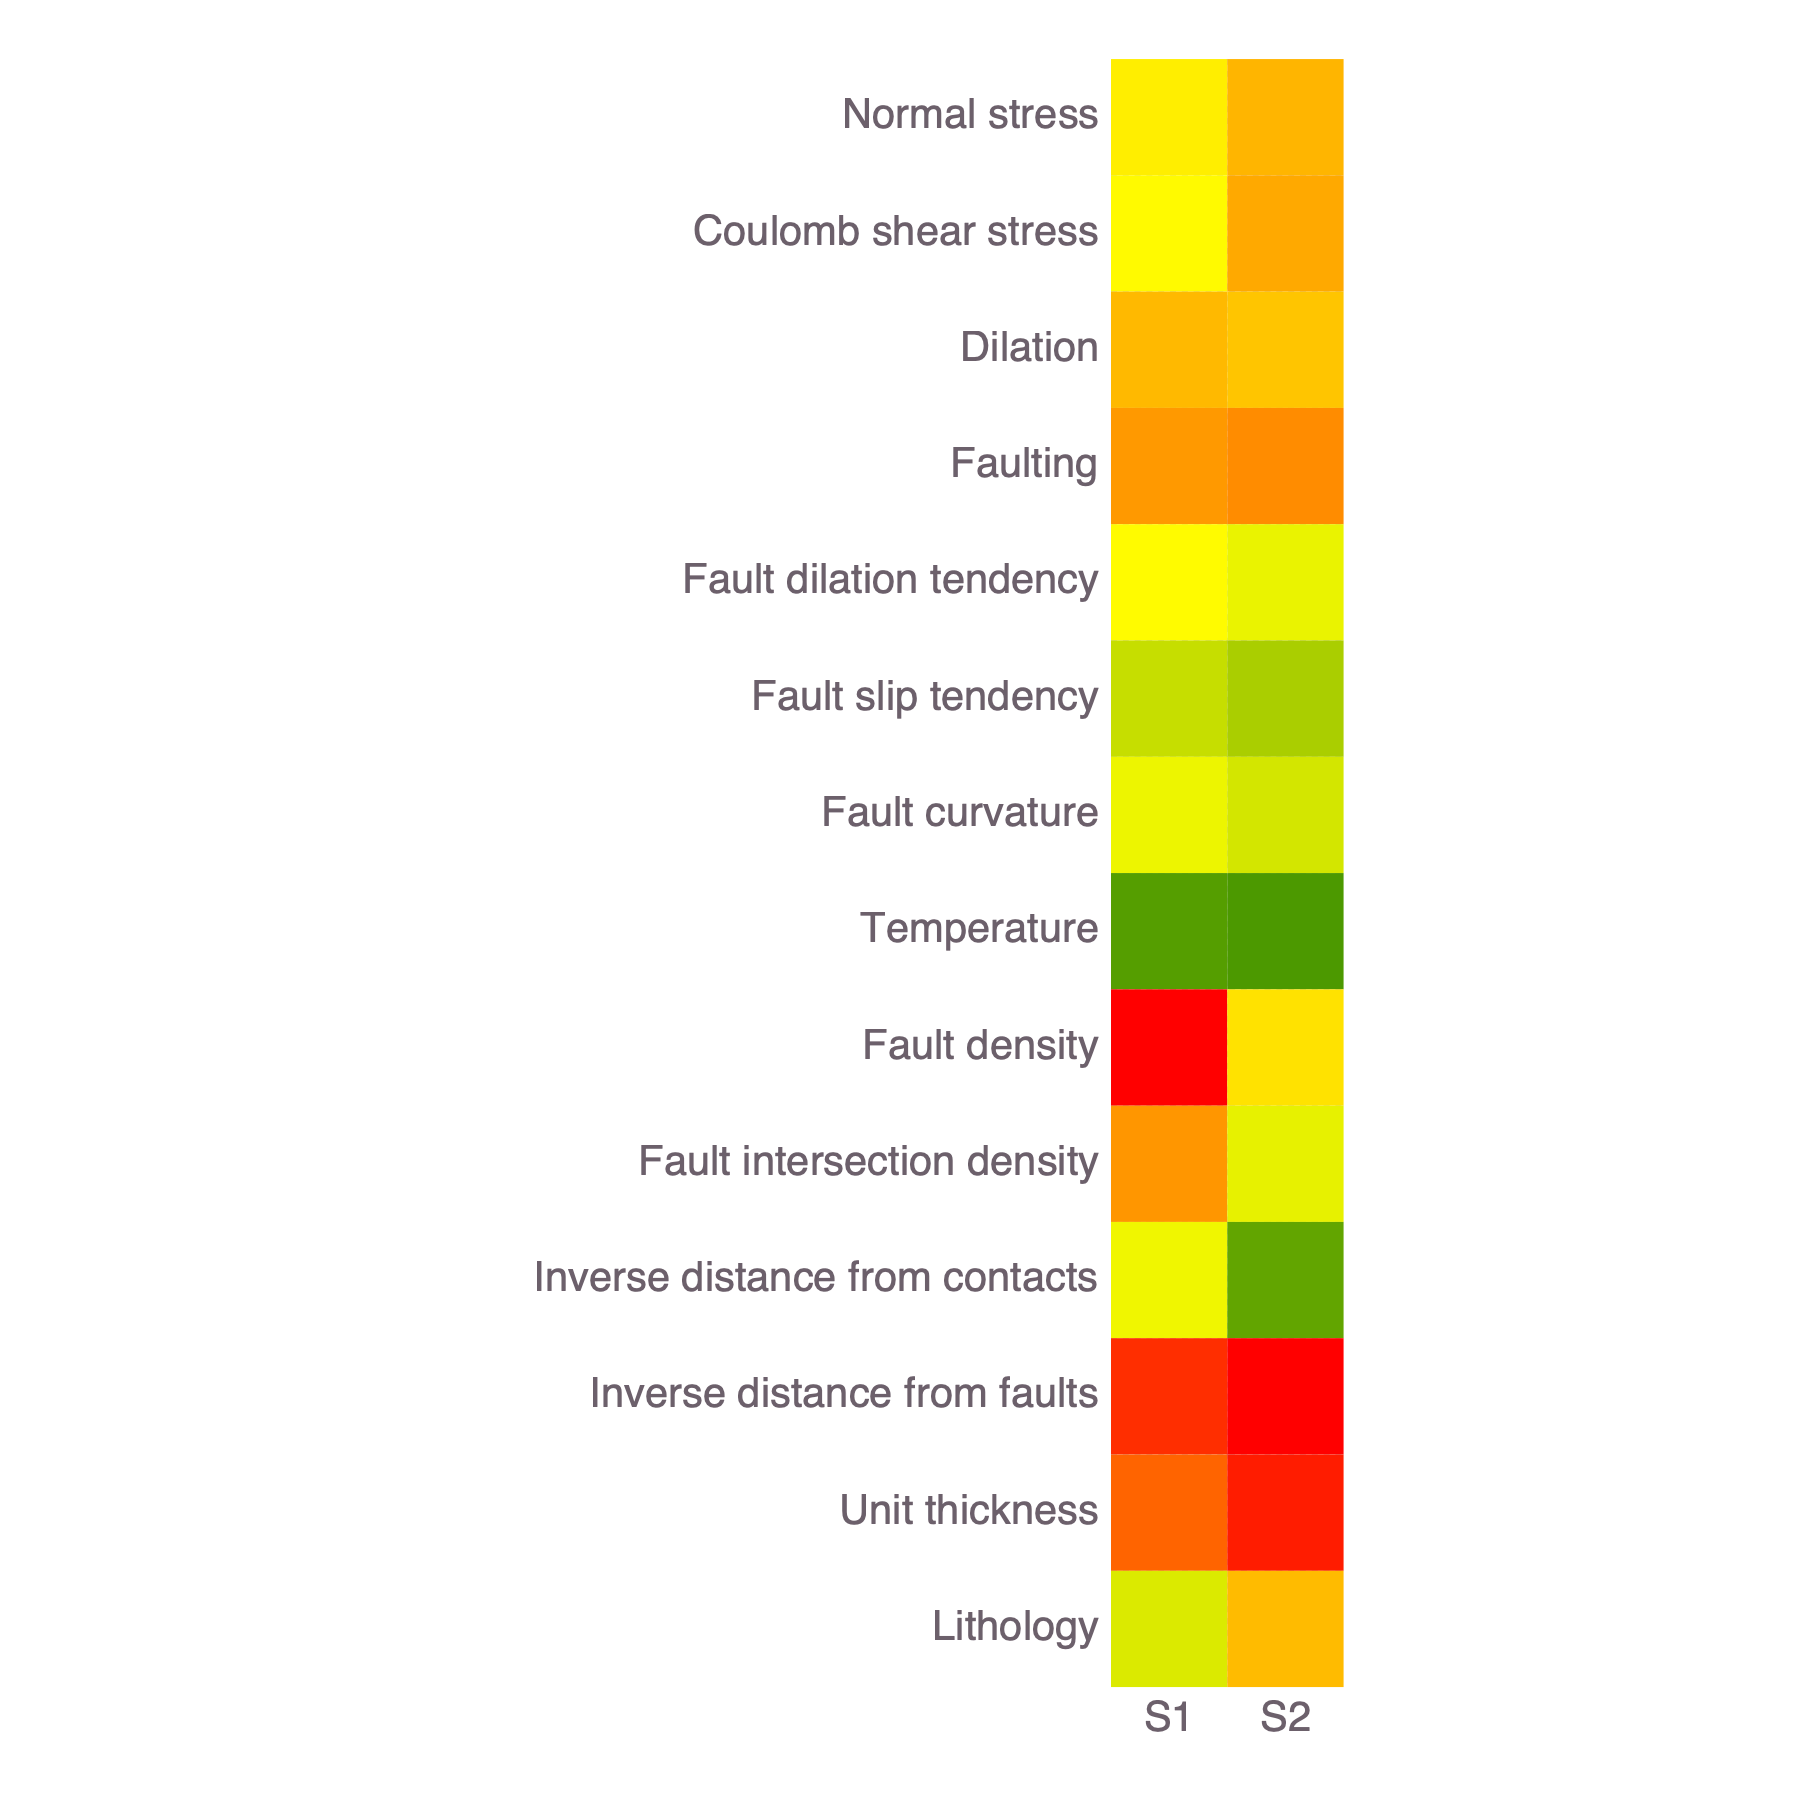 Normal stress
Coulomb shear stress
Dilation
Faulting
Fault dilation tendency
Fault slip tendency
Fault curvature
Temperature
Fault density
Fault intersection density
Inverse distance from contacts
Inverse distance from faults
Unit thickness
Lithology
S1 S2